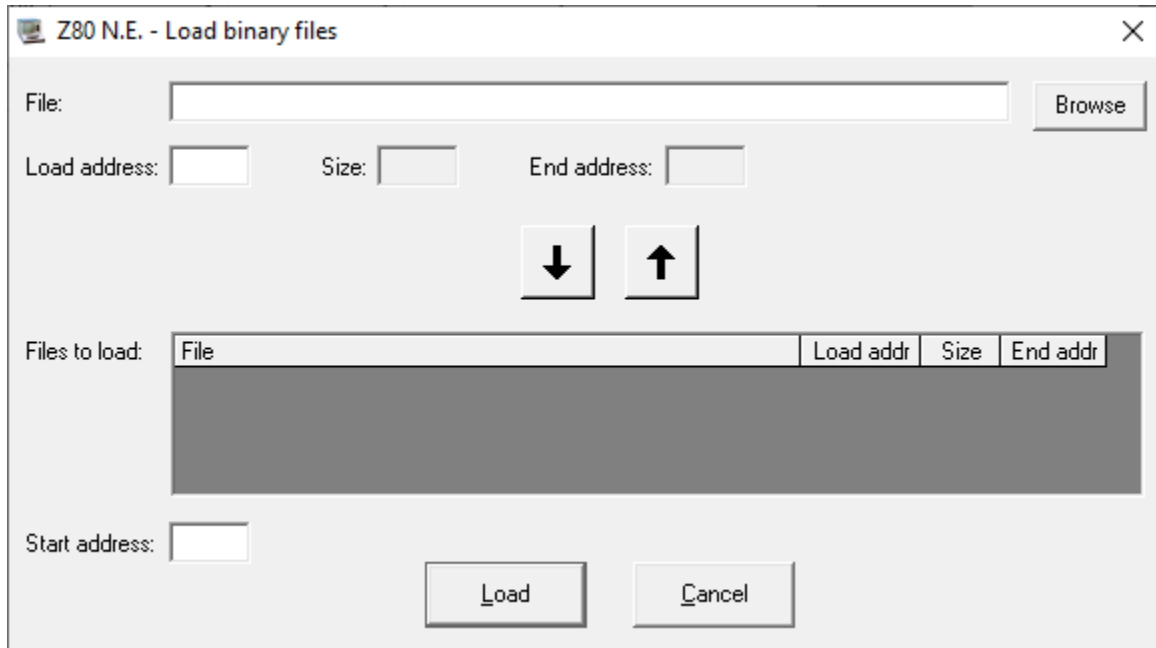 Z80 N.E. - Load binary files
File: Browse
Load address: Size: End address:
Files to load: File Load addr Size End addr
Start address:
Load Cancel